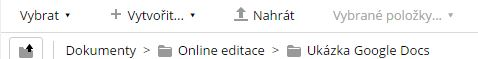 Vybrat Vytvořit... Nahrát Vybrané položky...
Dokumenty > Online editace > Ukázka Google Docs